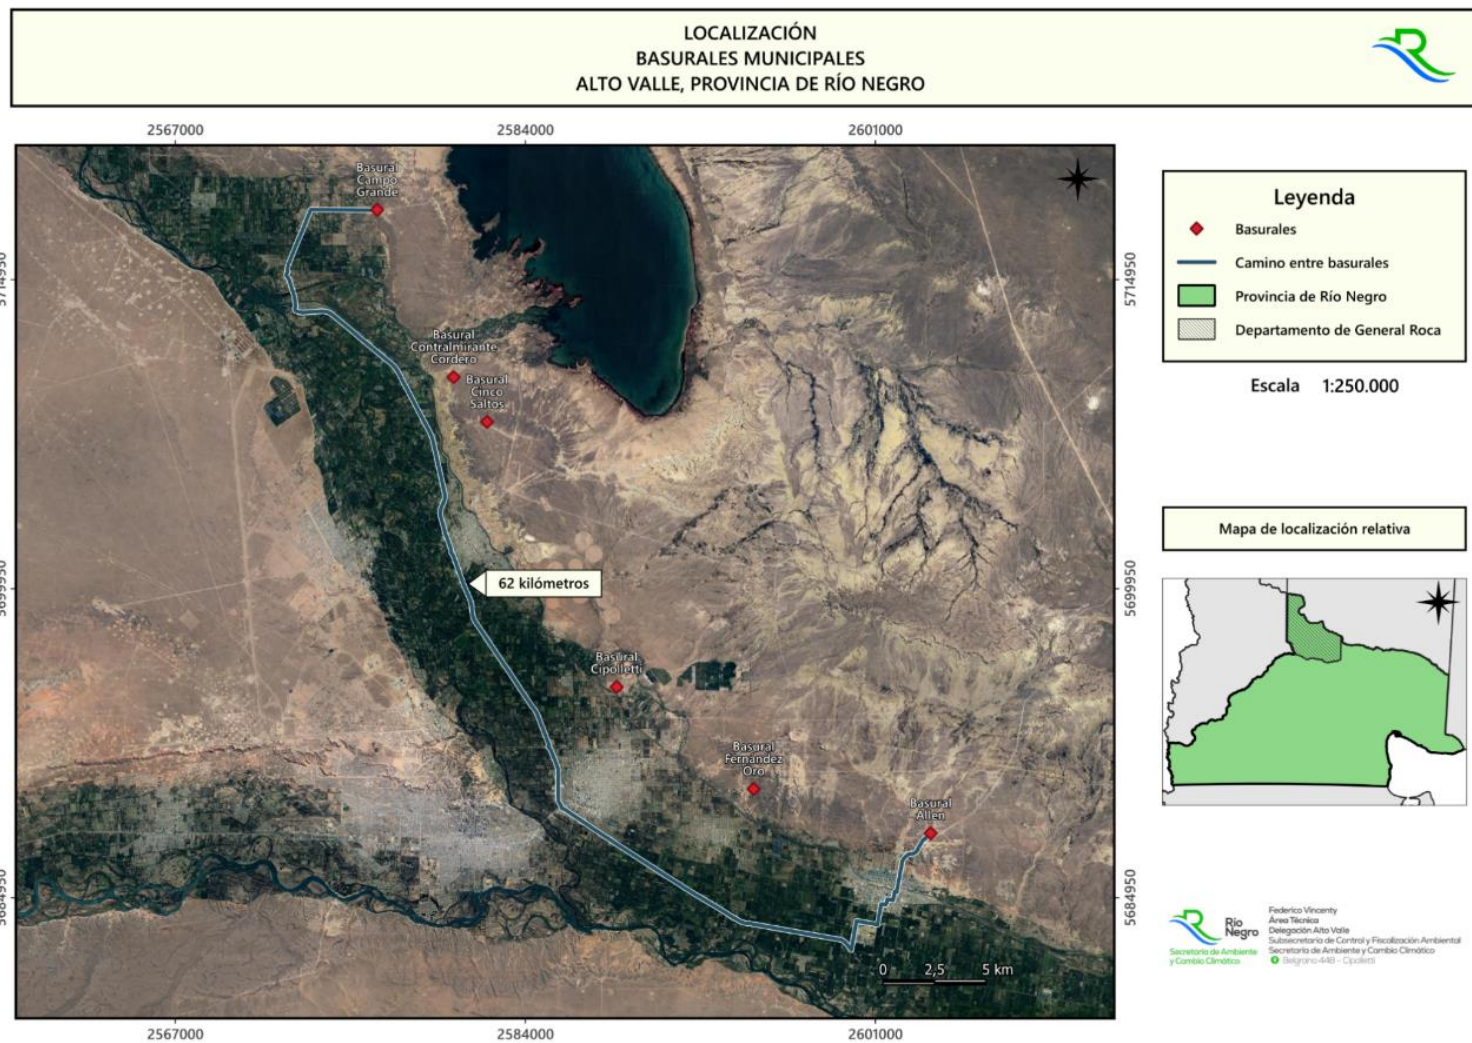 LOCALIZACIÓN
BASURALES MUNICIPALES
ALTO VALLE, PROVINCIA DE RÍO NEGRO
2567000
2584000
2601000
5714950
5714950
5699950
5699950
5684950
5684950
Basural
Campo
Grande
Basural
Contralmirante
Cordero
Basural
Cinco
Saltos
62 kilómetros
Basural
Cipolletti
Basural
Fernández
Oro
Basural
Allen
0 2,5 5 km
2567000
2584000
2601000
Leyenda
Basurales
Camino entre basurales
Provincia de Río Negro
Departamento de General Roca
Escala 1:250.000
Mapa de localización relativa
Río
Negro
Secretaría de Ambiente
y Cambio Climático
Federico Vincenty
Área Técnica
Delegación Alto Valle
Subsecretaría de Control y Fiscalización Ambiental
Secretaría de Ambiente y Cambio Climático
Belgrano 448 - Cipolletti